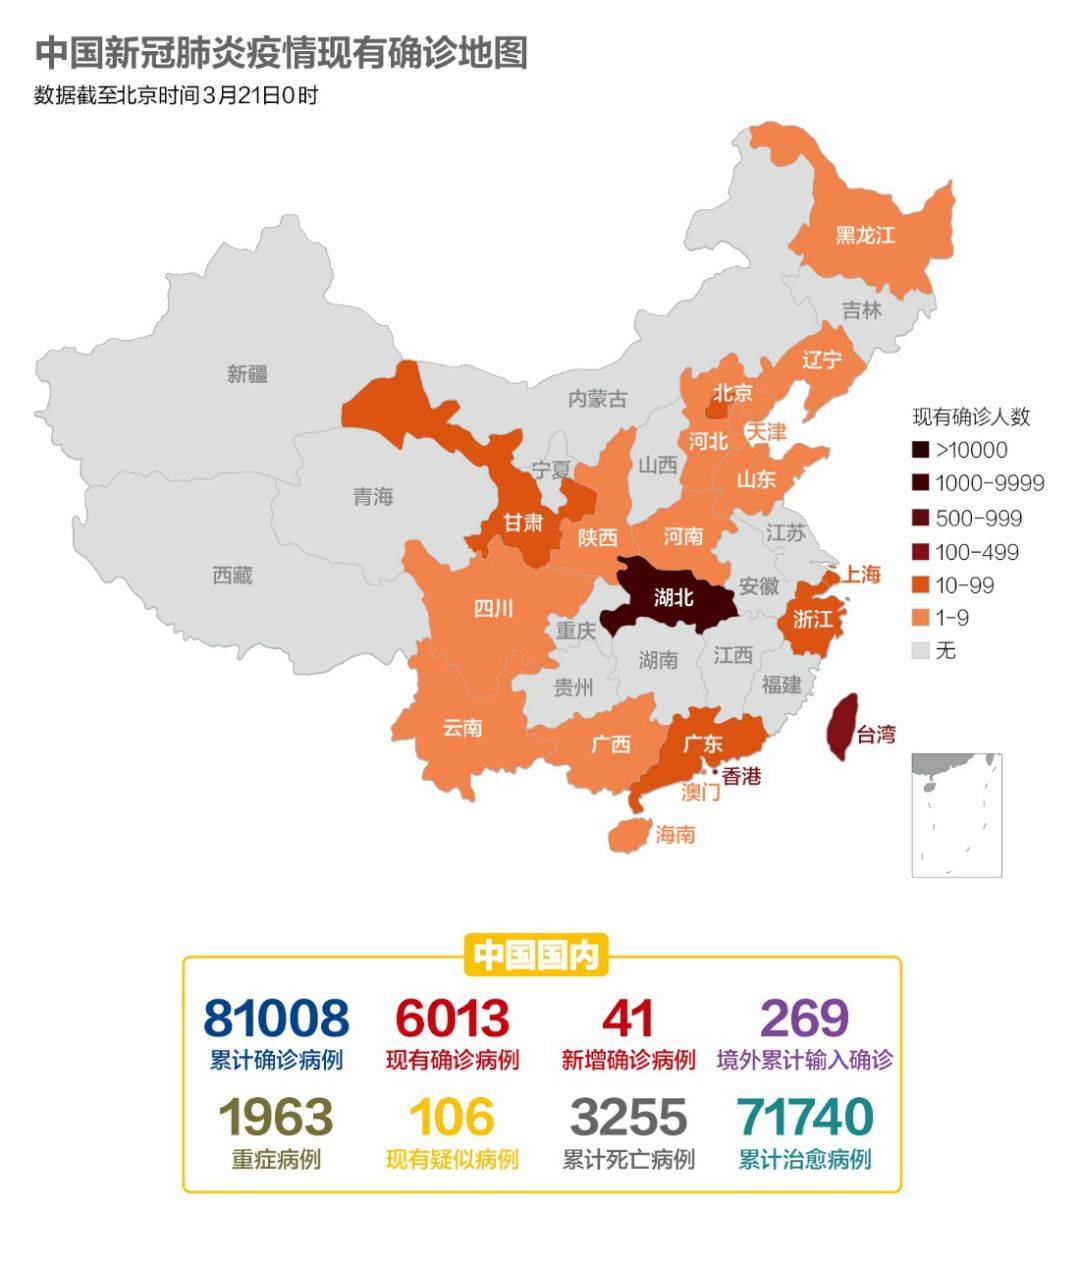 中国新冠肺炎疫情现有确诊地图
数据截至北京时间3月21日0时
黑龙江
吉林
辽宁
新疆
内蒙古
北京
天津
河北
山西
宁夏
山东
青海
甘肃
陕西
河南
江苏
西藏
上海
安徽
湖北
四川
浙江
重庆
湖南
江西
贵州
福建
云南
广西
广东
台湾
香港
澳门
海南
现有确诊人数
>10000
1000-9999
500-999
100-499
10-99
1-9
无
中国国内
81008 6013 41 269
累计确诊病例 现有确诊病例 新增确诊病例 境外累计输入确诊
1963 106 3255 71740
重症病例 现有疑似病例 累计死亡病例 累计治愈病例